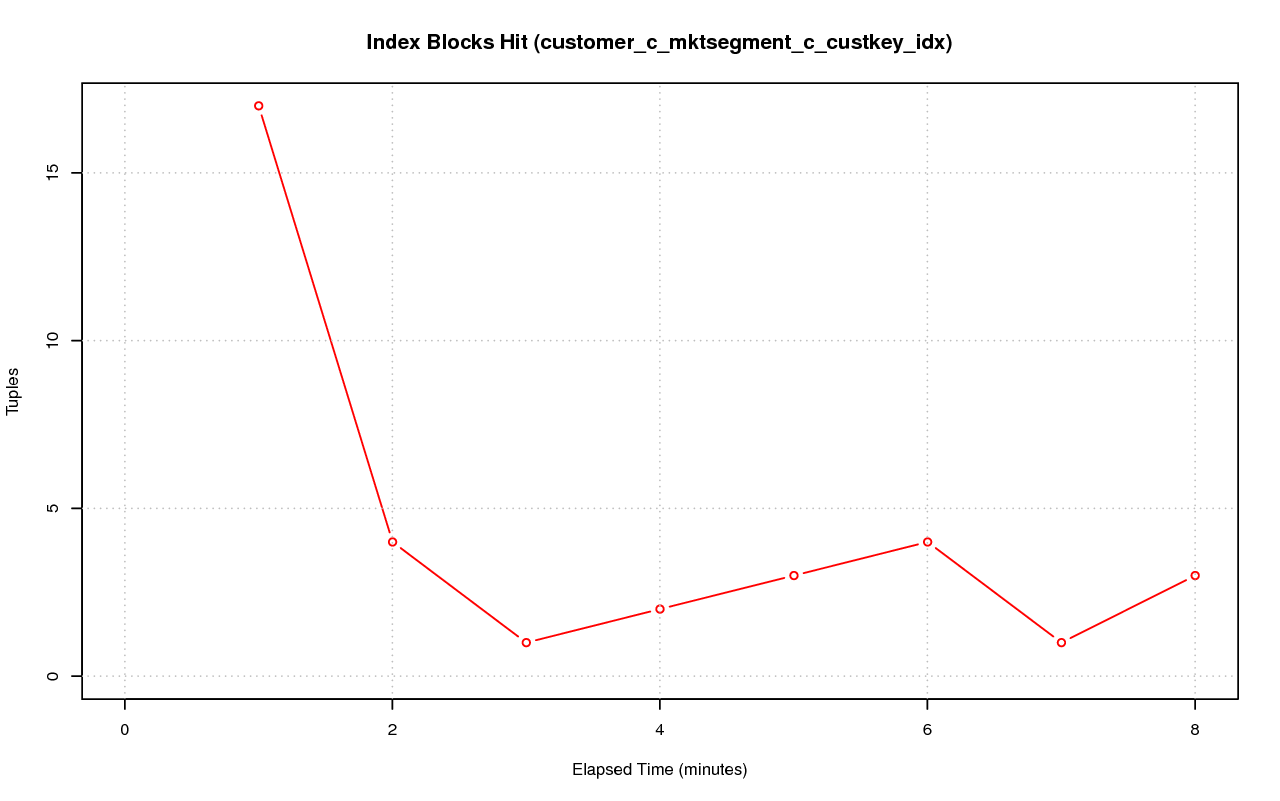 Index Blocks Hit (customer_c_mktsegment_c_custkey_idx)
Tuples
15
10
5
0
0 2 4 6 8
Elapsed Time (minutes)